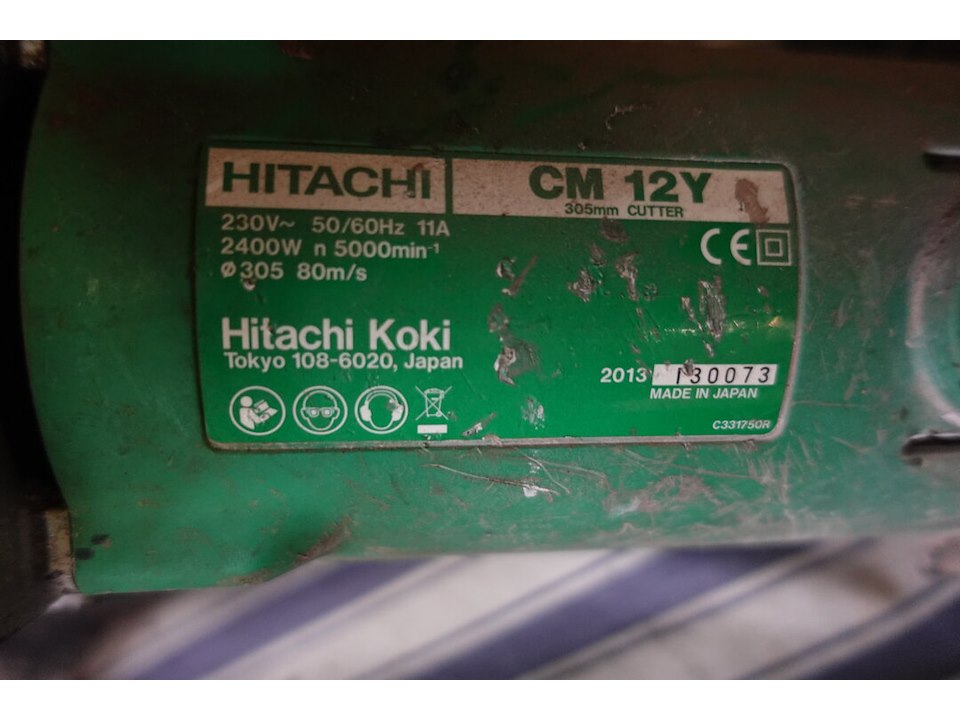 HITACHI
CM 12Y
305mm CUTTER
230V~ 50/60Hz 11A
2400W n 5000min⁻¹
ø305 80m/s
CE
Hitachi Koki
Tokyo 108-6020, Japan
2013 130073
MADE IN JAPAN
C331750R